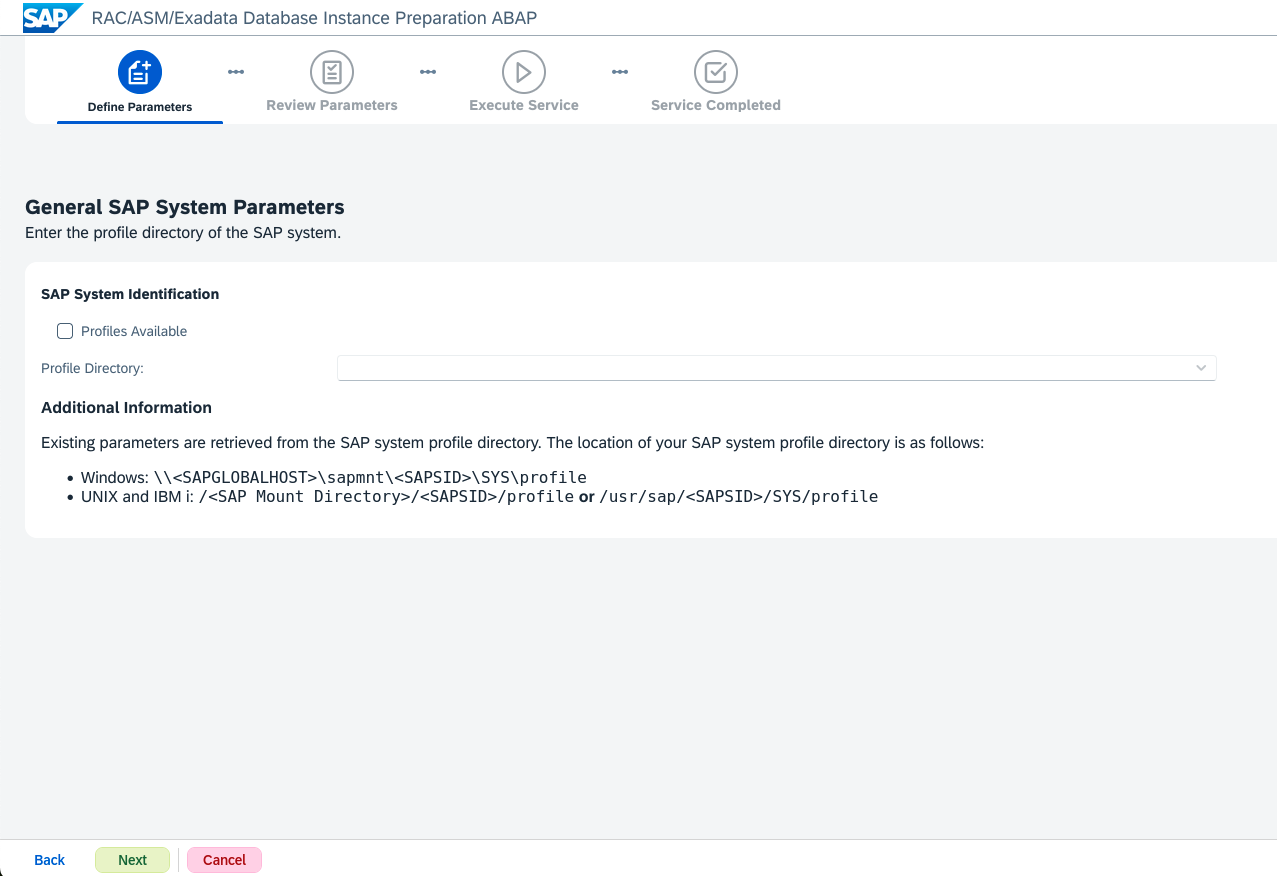 SAP RAC/ASM/Exadata Database Instance Preparation ABAP
Define Parameters
Review Parameters
Execute Service
Service Completed
General SAP System Parameters
Enter the profile directory of the SAP system.
SAP System Identification
Profiles Available
Profile Directory:
Additional Information
Existing parameters are retrieved from the SAP system profile directory. The location of your SAP system profile directory is as follows:
• Windows: \\<SAPGLOBALHOST>\sapmnt\<SAPSID>\SYS\profile
• UNIX and IBM i: /<SAP Mount Directory>/<SAPSID>/profile or /usr/sap/<SAPSID>/SYS/profile
Back Next Cancel